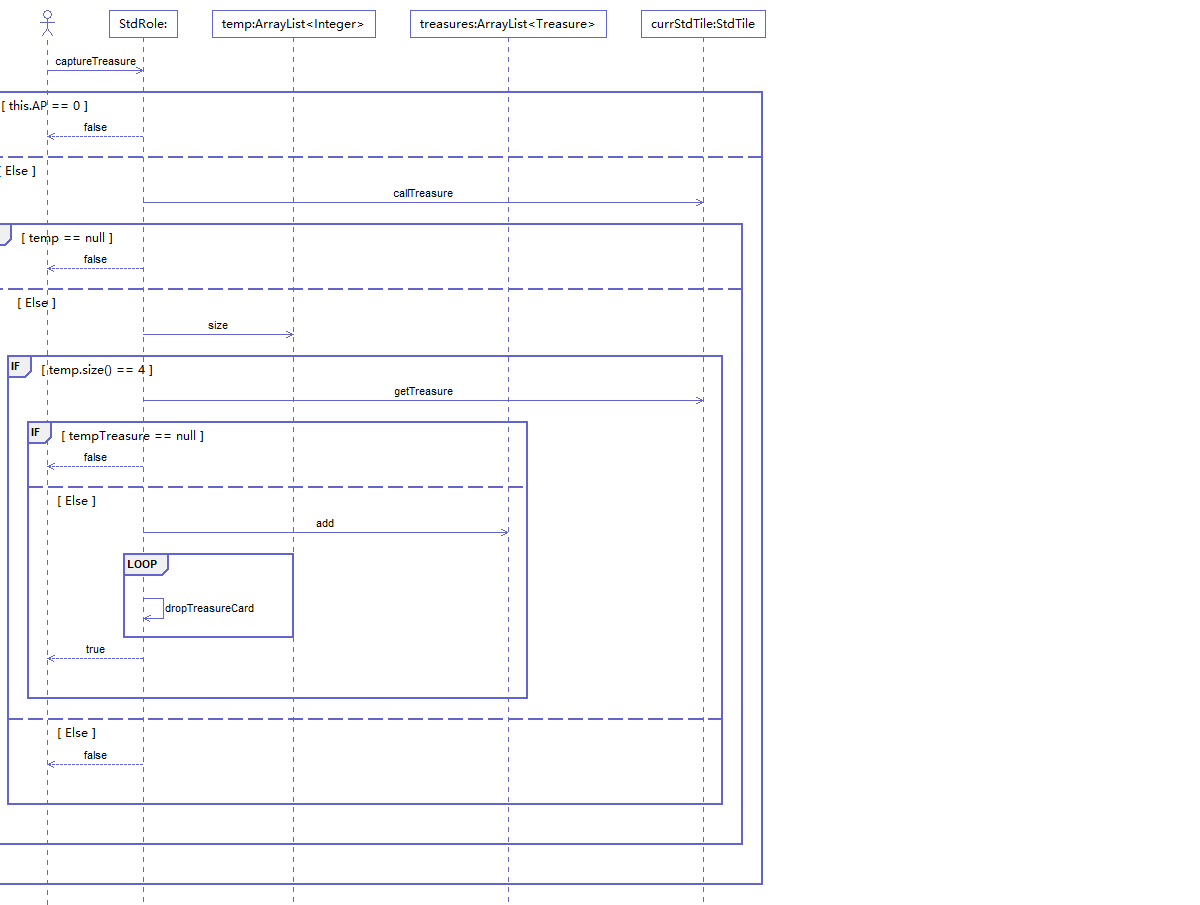 StdRole:
temp:ArrayList<Integer>
treasures:ArrayList<Treasure>
currStdTile:StdTile
captureTreasure
[ this.AP == 0 ]
false
[ Else ]
callTreasure
[ temp == null ]
false
[ Else ]
size
IF
[ temp.size() == 4 ]
getTreasure
IF
[ tempTreasure == null ]
false
[ Else ]
add
LOOP
dropTreasureCard
true
[ Else ]
false